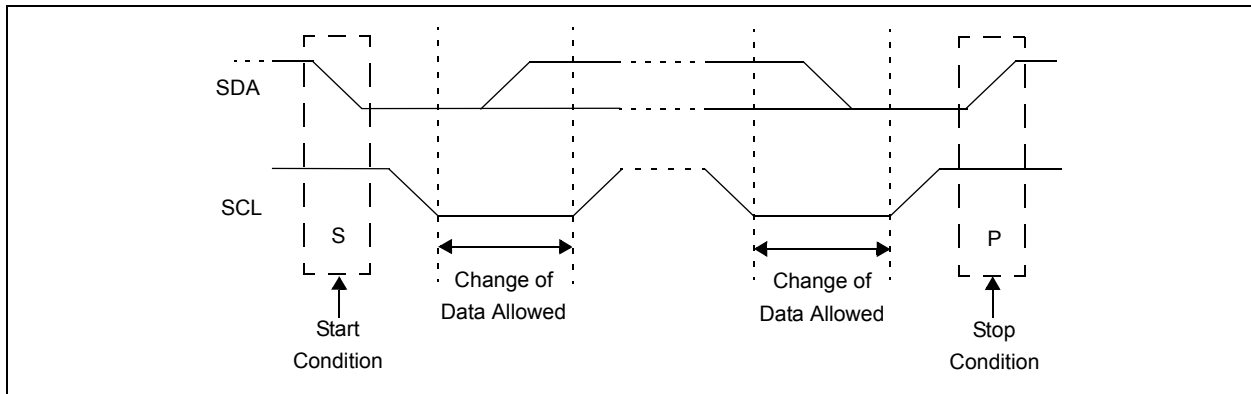 SDA
SCL
S
P
Change of
Data Allowed
Change of
Data Allowed
Start
Condition
Stop
Condition